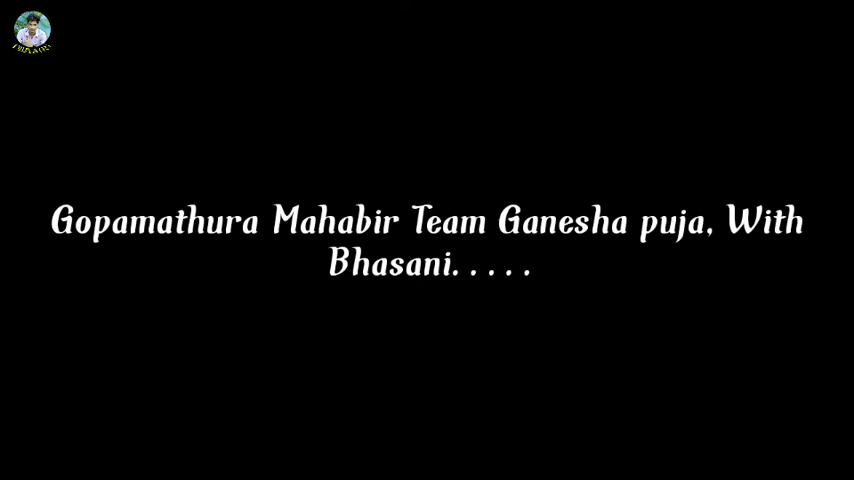 Gopamathura Mahabir Team Ganesha puja, With
Bhasani. . . . .